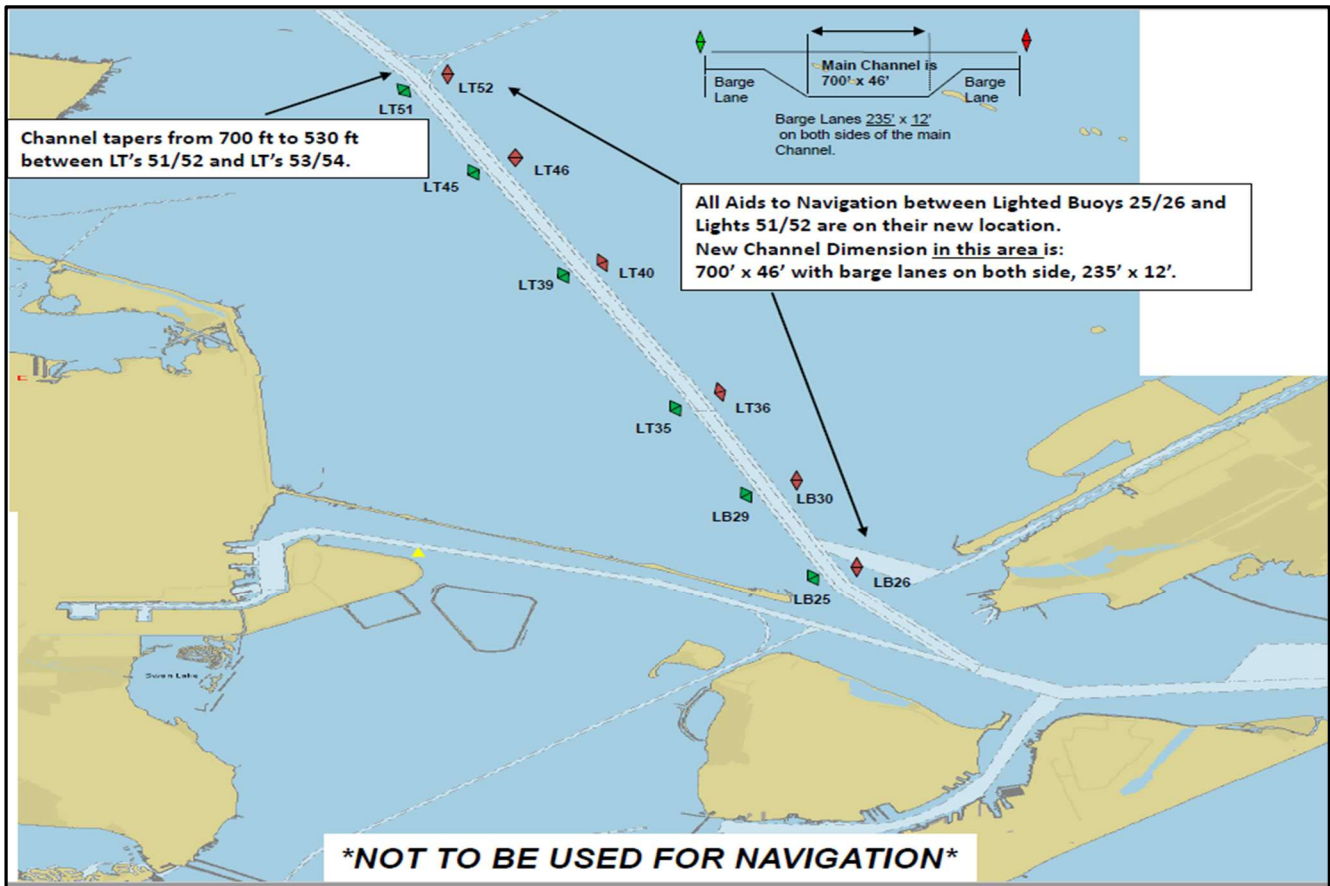 LT52
LT51
Main Channel is
700' x 46'
Barge
Lane
Barge
Lane
Barge Lanes 235' x 12'
on both sides of the main
Channel.
Channel tapers from 700 ft to 530 ft
between LT's 51/52 and LT's 53/54.
LT46
LT45
All Aids to Navigation between Lighted Buoys 25/26 and
Lights 51/52 are on their new location.
New Channel Dimension in this area is:
700' x 46' with barge lanes on both side, 235' x 12'.
LT40
LT39
LT36
LT35
LB30
LB29
LB26
LB25
Swan Lake
*NOT TO BE USED FOR NAVIGATION*